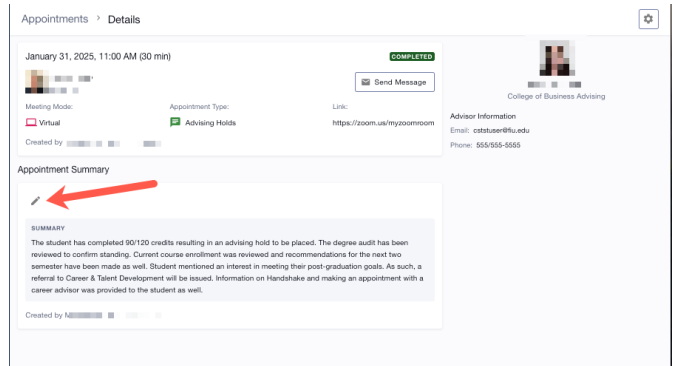 Appointments > Details
January 31, 2025, 11:00 AM (30 min)
COMPLETED
Send Message
College of Business Advising
Meeting Mode:
Appointment Type:
Link:
Virtual
Advising Holds
https://zoom.us/myzoomroom
Advisor Information
Email: cststuser@fiu.edu
Phone: 555/555-5555
Created by
Appointment Summary
SUMMARY
The student has completed 90/120 credits resulting in an advising hold to be placed. The degree audit has been
reviewed to confirm standing. Current course enrollment was reviewed and recommendations for the next two
semester have been made as well. Student mentioned an interest in meeting their post-graduation goals. As such, a
referral to Career & Talent Development will be issued. Information on Handshake and making an appointment with a
career advisor was provided to the student as well.
Created by